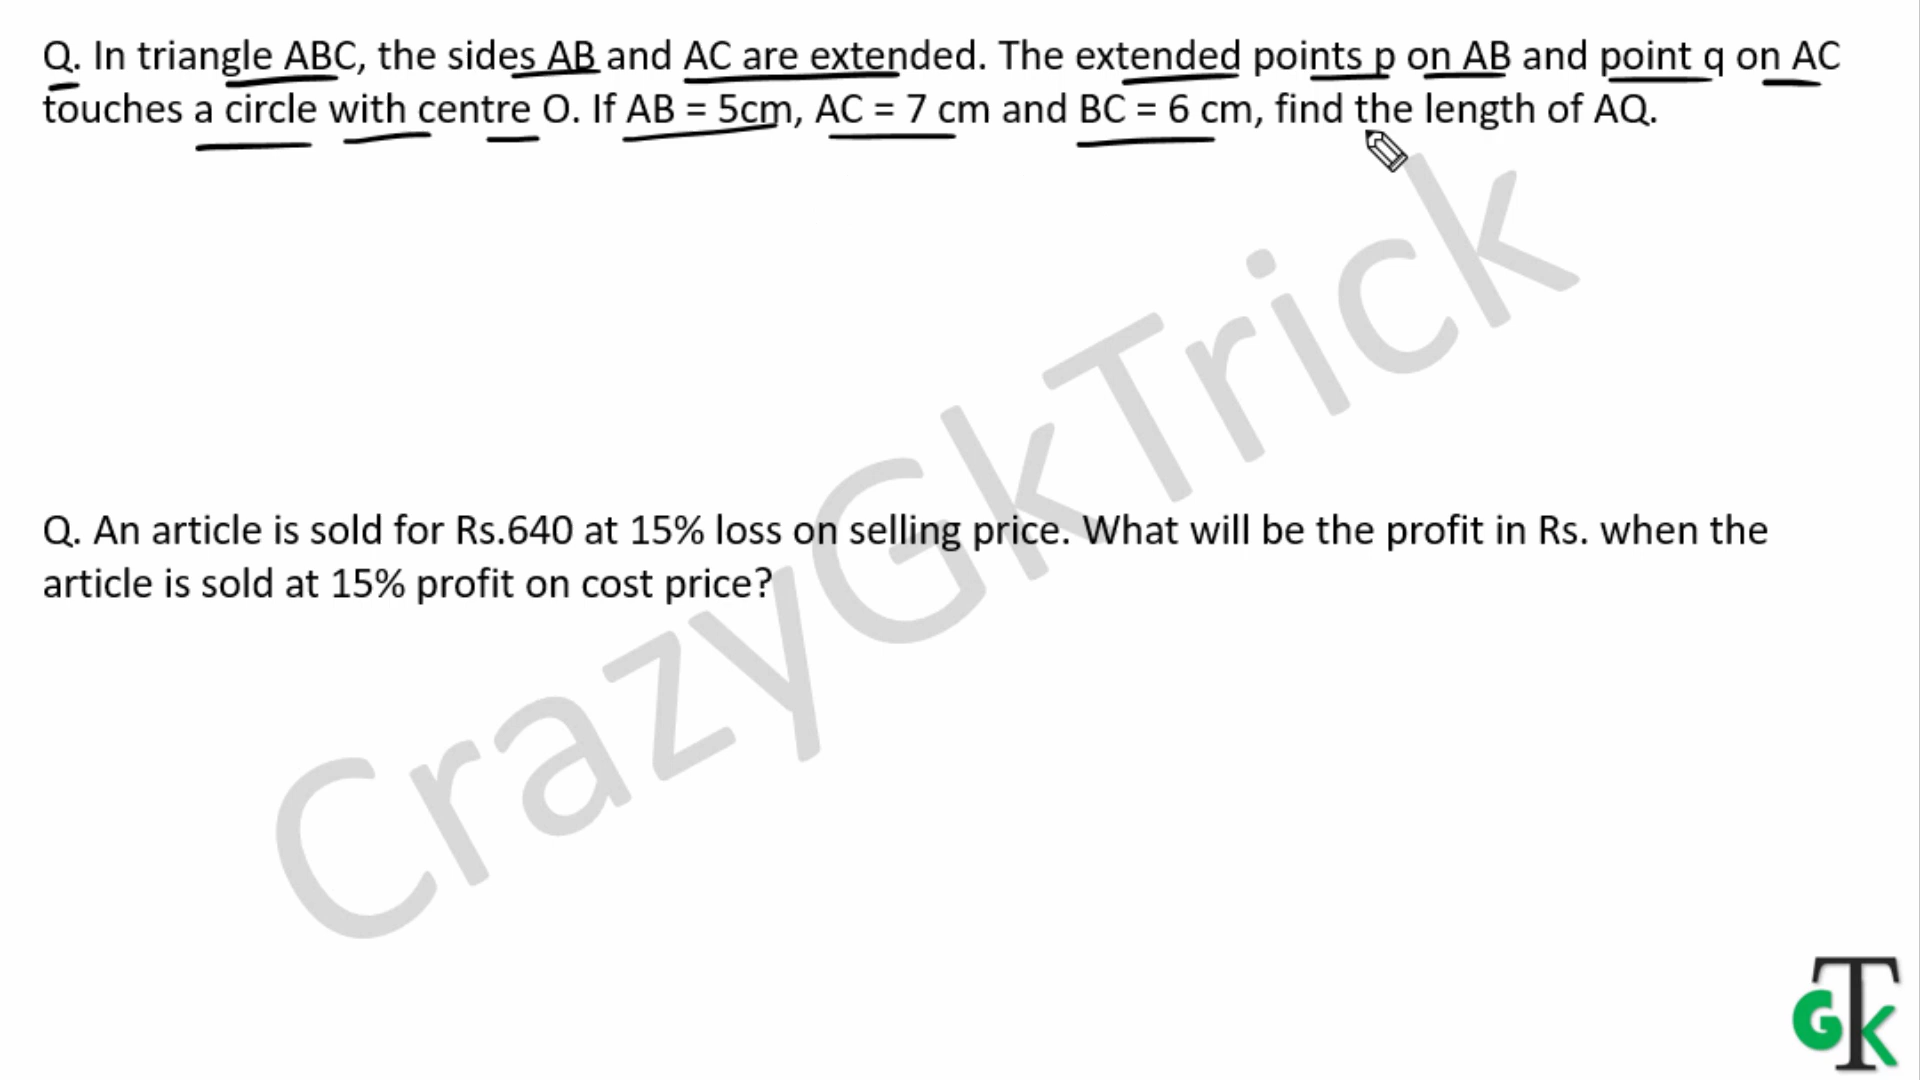 Q. In triangle ABC, the sides AB and AC are extended. The extended points p on AB and point q on AC
touches a circle with centre O. If AB = 5cm, AC = 7 cm and BC = 6 cm, find the length of AQ.
CrazyGkTrick
Q. An article is sold for Rs.640 at 15% loss on selling price. What will be the profit in Rs. when the
article is sold at 15% profit on cost price?
GTK